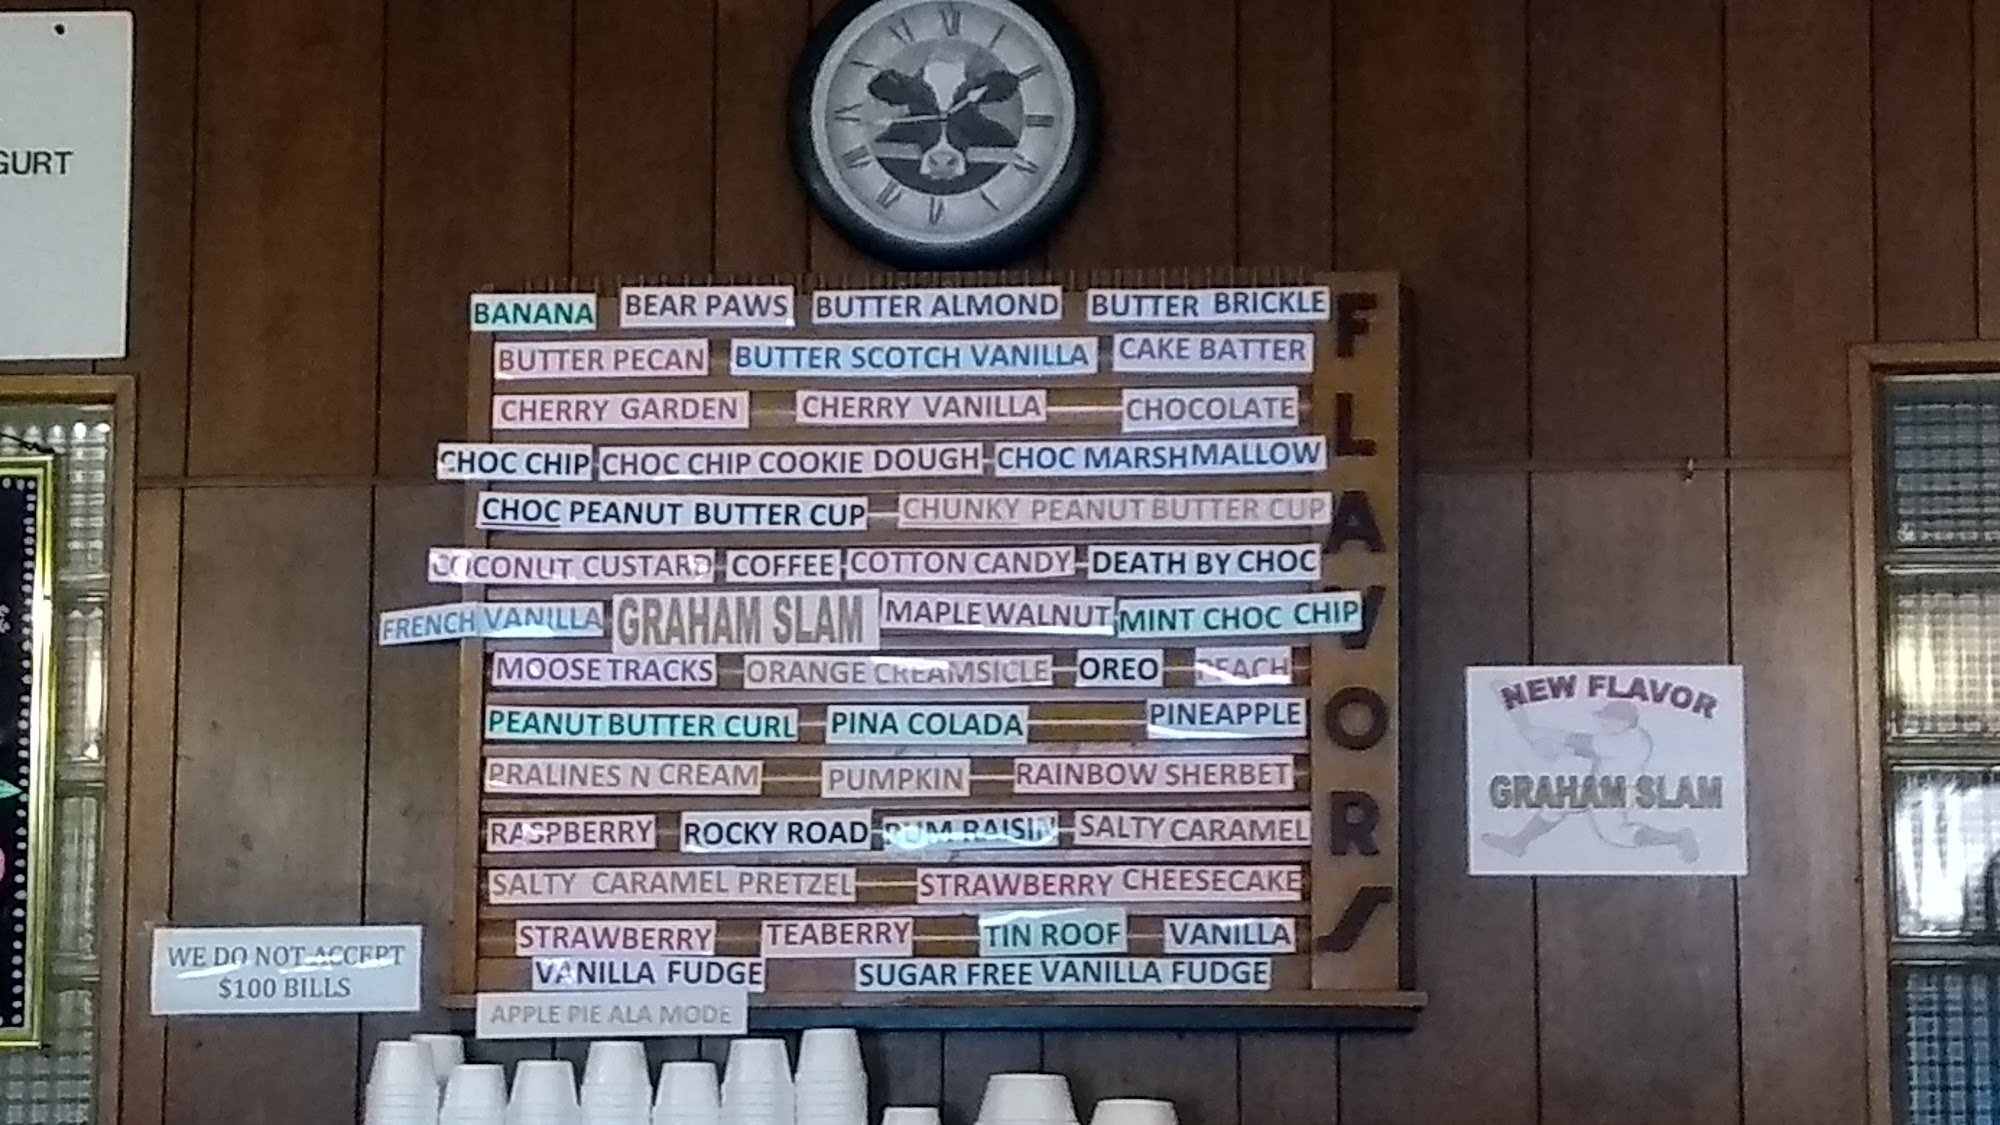 GURT
BANANA BEAR PAWS BUTTER ALMOND BUTTER BRICKLE
BUTTER PECAN BUTTER SCOTCH VANILLA CAKE BATTER
CHERRY GARDEN CHERRY VANILLA CHOCOLATE
CHOC CHIP CHOC CHIP COOKIE DOUGH CHOC MARSHMALLOW
CHOC PEANUT BUTTER CUP CHUNKY PEANUT BUTTER CUP
COCONUT CUSTARD COFFEE COTTON CANDY DEATH BY CHOC
FRENCH VANILLA GRAHAM SLAM MAPLE WALNUT MINT CHOC CHIP
MOOSE TRACKS ORANGE CREAMSICLE OREO PEACH
PEANUT BUTTER CURL PINA COLADA PINEAPPLE
PRALINES N CREAM PUMPKIN RAINBOW SHERBET
RASPBERRY ROCKY ROAD RUM RAISIN SALTY CARAMEL
SALTY CARAMEL PRETZEL STRAWBERRY CHEESECAKE
STRAWBERRY TEABERRY TIN ROOF VANILLA
VANILLA FUDGE SUGAR FREE VANILLA FUDGE
APPLE PIE ALA MODE
FLAVORS
NEW FLAVOR
GRAHAM SLAM
WE DO NOT ACCEPT
$100 BILLS